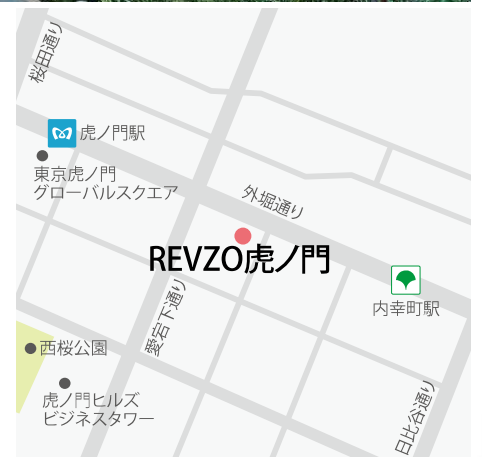 桜田通り
虎ノ門駅
東京虎ノ門
グローバルスクエア
外堀通り
REVZO虎ノ門
内幸町駅
愛宕下通り
西桜公園
虎ノ門ヒルズ
ビジネスタワー
日比谷通り